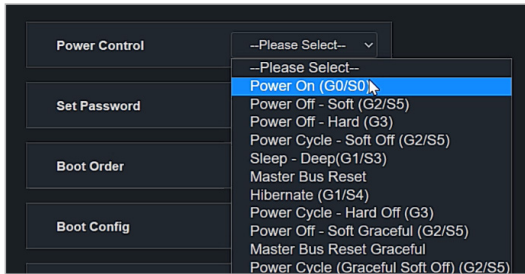 Power Control
--Please Select--
--Please Select--
Power On (G0/S0)
Set Password
Power Off - Soft (G2/S5)
Power Off - Hard (G3)
Power Cycle - Soft Off (G2/S5)
Boot Order
Sleep - Deep(G1/S3)
Master Bus Reset
Hibernate (G1/S4)
Power Cycle - Hard Off (G3)
Boot Config
Power Off - Soft Graceful (G2/S5)
Master Bus Reset Graceful
Power Cycle (Graceful Soft Off) (G2/S5)